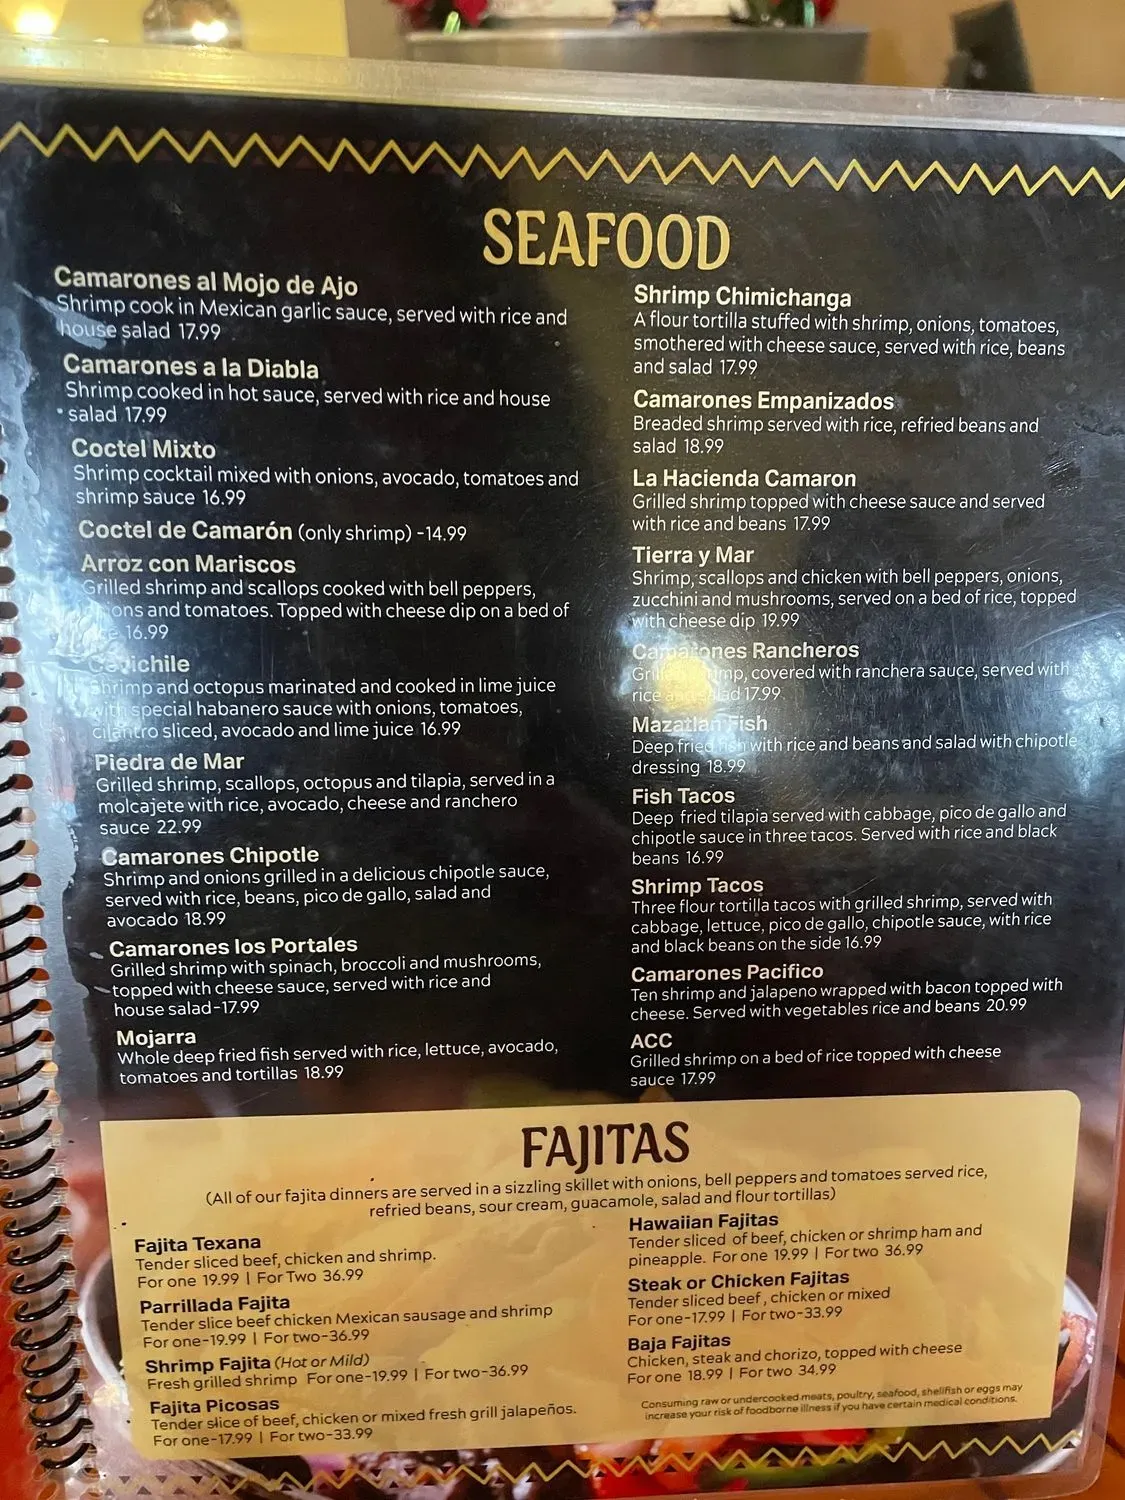 SEAFOOD
Camarones al Mojo de Ajo
Shrimp cook in Mexican garlic sauce, served with rice and
house salad 17.99
Camarones a la Diabla
Shrimp cooked in hot sauce, served with rice and house
salad 17.99
Coctel Mixto
Shrimp cocktail mixed with onions, avocado, tomatoes and
shrimp sauce 16.99
Coctel de Camarón (only shrimp) -14.99
Arroz con Mariscos
Grilled shrimp and scallops cooked with bell peppers,
onions and tomatoes. Topped with cheese dip on a bed of
rice 16.99
Cevichile
Shrimp and octopus marinated and cooked in lime juice
with special habanero sauce with onions, tomatoes,
cilantro sliced, avocado and lime juice 16.99
Piedra de Mar
Grilled shrimp, scallops, octopus and tilapia, served in a
molcajete with rice, avocado, cheese and ranchero
sauce 22.99
Camarones Chipotle
Shrimp and onions grilled in a delicious chipotle sauce,
served with rice, beans, pico de gallo, salad and
avocado 18.99
Camarones los Portales
Grilled shrimp with spinach, broccoli and mushrooms,
topped with cheese sauce, served with rice and
house salad-17.99
Mojarra
Whole deep fried fish served with rice, lettuce, avocado,
tomatoes and tortillas 18.99
Shrimp Chimichanga
A flour tortilla stuffed with shrimp, onions, tomatoes,
smothered with cheese sauce, served with rice, beans
and salad 17.99
Camarones Empanizados
Breaded shrimp served with rice, refried beans and
salad 18.99
La Hacienda Camaron
Grilled shrimp topped with cheese sauce and served
with rice and beans 17.99
Tierra y Mar
Shrimp, scallops and chicken with bell peppers, onions,
zucchini and mushrooms, served on a bed of rice, topped
with cheese dip 19.99
Camarones Rancheros
Grilled shrimp, covered with ranchera sauce, served with
rice and salad 17.99
Mazatlan Fish
Deep fried fish with rice and beans and salad with chipotle
dressing 18.99
Fish Tacos
Deep fried tilapia served with cabbage, pico de gallo and
chipotle sauce in three tacos. Served with rice and black
beans 16.99
Shrimp Tacos
Three flour tortilla tacos with grilled shrimp, served with
cabbage, lettuce, pico de gallo, chipotle sauce, with rice
and black beans on the side 16.99
Camarones Pacifico
Ten shrimp and jalapeno wrapped with bacon topped with
cheese. Served with vegetables rice and beans 20.99
ACC
Grilled shrimp on a bed of rice topped with cheese
sauce 17.99
FAJITAS
(All of our fajita dinners are served in a sizzling skillet with onions, bell peppers and tomatoes served rice,
refried beans, sour cream, guacamole, salad and flour tortillas)
Fajita Texana
Tender sliced beef, chicken and shrimp.
For one 19.99 | For Two 36.99
Parrillada Fajita
Tender slice beef chicken Mexican sausage and shrimp
For one-19.99 | For two-36.99
Shrimp Fajita (Hot or Mild)
Fresh grilled shrimp For one-19.99 | For two-36.99
Fajita Picosas
Tender slice of beef, chicken or mixed fresh grill jalapeños.
For one-17.99 | For two-33.99
Hawaiian Fajitas
Tender sliced of beef, chicken or shrimp ham and
pineapple. For one 19.99 | For two 36.99
Steak or Chicken Fajitas
Tender sliced beef, chicken or mixed
For one-17.99 | For two-33.99
Baja Fajitas
Chicken, steak and chorizo, topped with cheese
For one 18.99 | For two 34.99
Consuming raw or undercooked meats, poultry, seafood, shellfish or eggs may
increase your risk of foodborne illness if you have certain medical conditions.